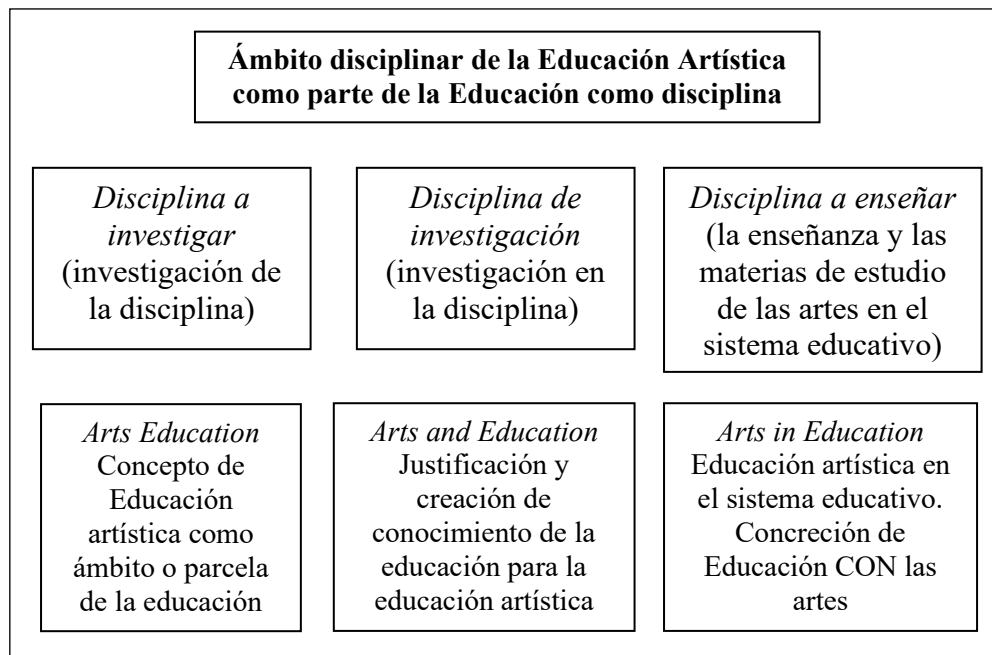 Ámbito disciplinar de la Educación Artística
como parte de la Educación como disciplina
Disciplina a
investigar
(investigación de
la disciplina)
Disciplina de
investigación
(investigación en
la disciplina)
Disciplina a enseñar
(la enseñanza y las
materias de estudio
de las artes en el
sistema educativo)
Arts Education
Concepto de
Educación
artística como
ámbito o parcela
de la educación
Arts and Education
Justificación y
creación de
conocimiento de la
educación para la
educación artística
Arts in Education
Educación artística en
el sistema educativo.
Concreción de
Educación CON las
artes